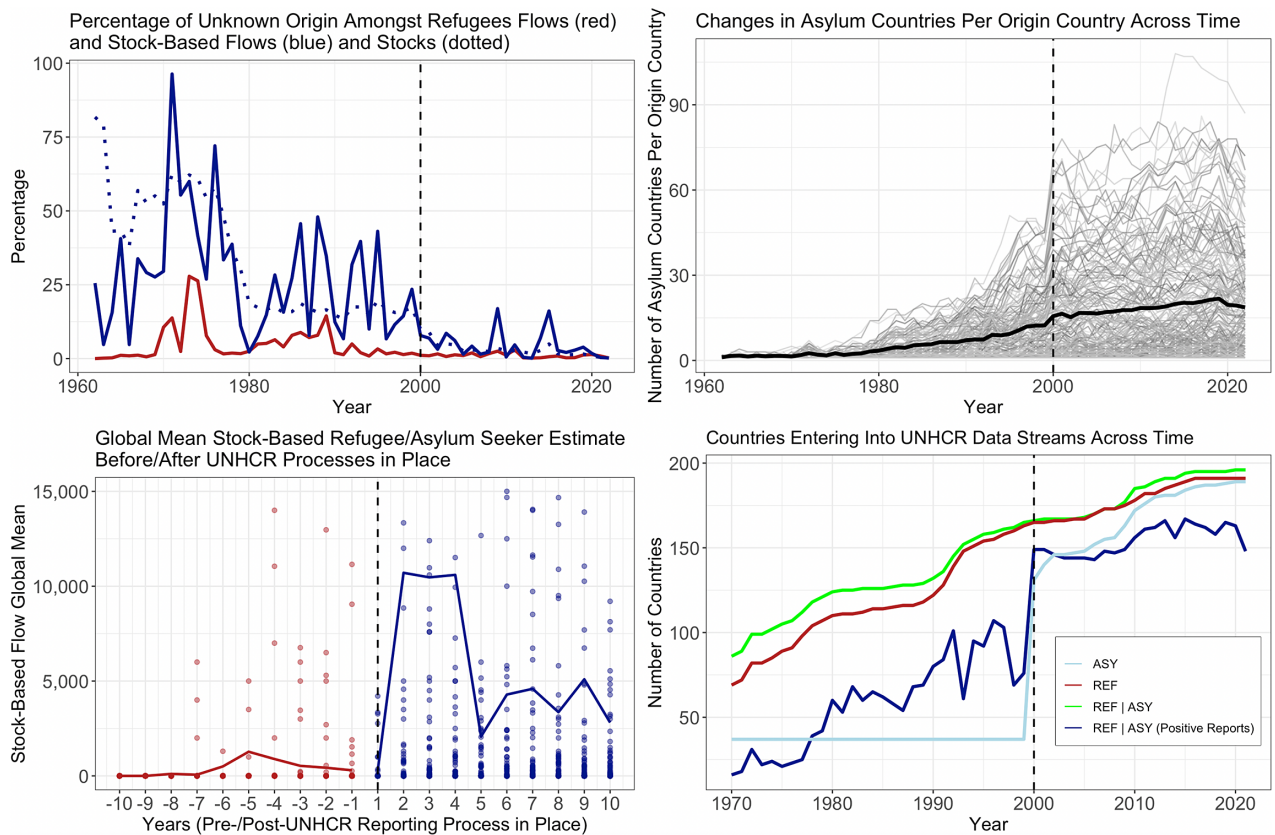 Percentage of Unknown Origin Amongst Refugees Flows (red)
and Stock-Based Flows (blue) and Stocks (dotted)
100
75
50
25
0
Percentage
1960 1980 2000 2020
Year
Changes in Asylum Countries Per Origin Country Across Time
Number of Asylum Countries Per Origin Country
90
60
30
0
1960 1980 2000 2020
Year
Global Mean Stock-Based Refugee/Asylum Seeker Estimate
Before/After UNHCR Processes in Place
Stock-Based Flow Global Mean
15,000
10,000
5,000
0
-10 -9 -8 -7 -6 -5 -4 -3 -2 -1 1 2 3 4 5 6 7 8 9 10
Years (Pre-/Post-UNHCR Reporting Process in Place)
Countries Entering Into UNHCR Data Streams Across Time
Number of Countries
200
150
100
50
ASY
REF
REF | ASY
REF | ASY (Positive Reports)
1970 1980 1990 2000 2010 2020
Year